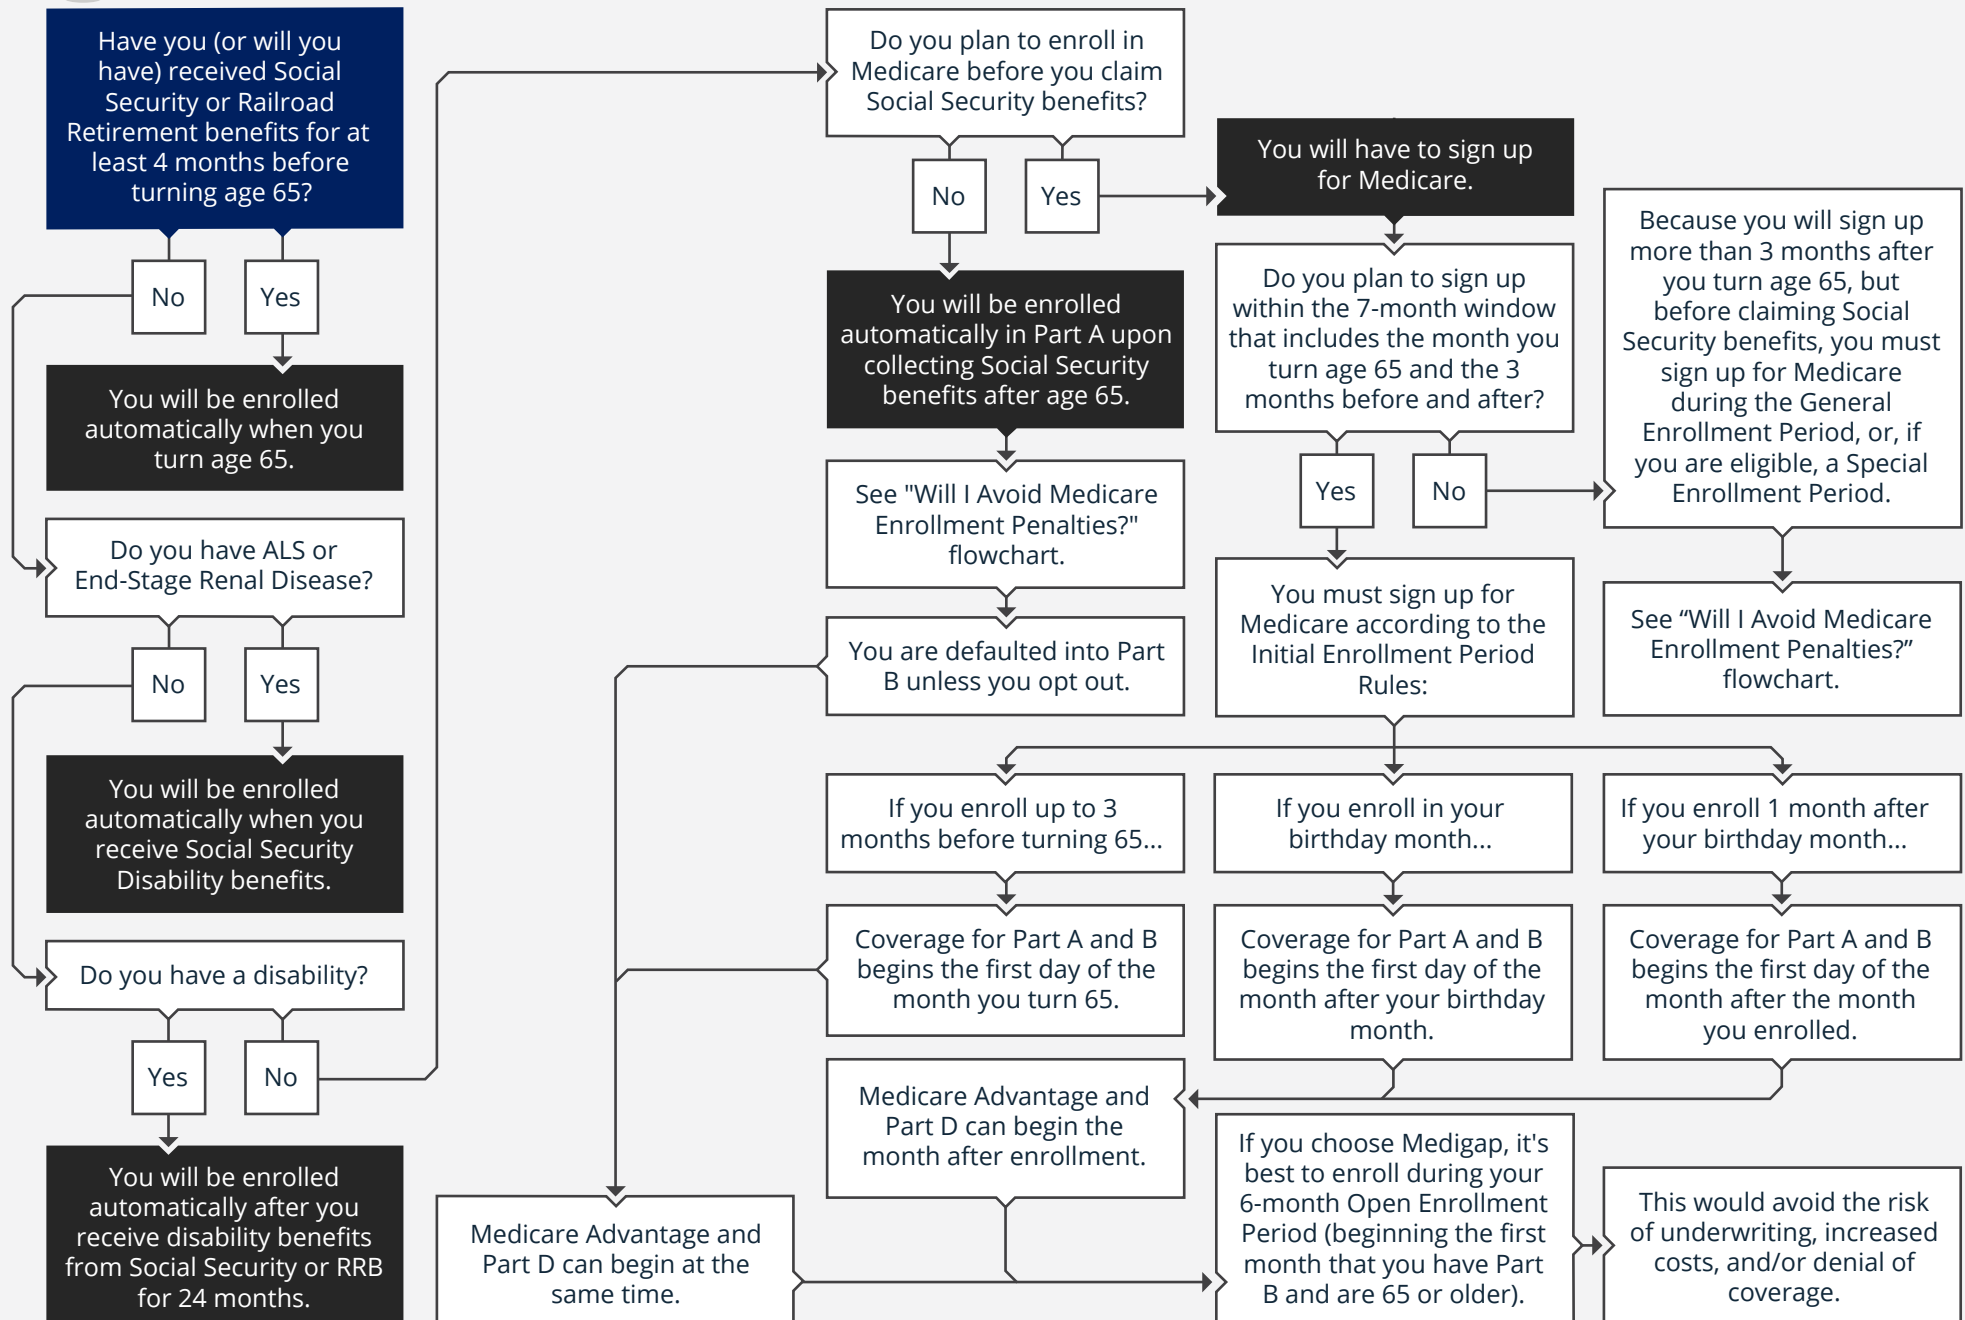 Have you (or will you
have) received Social
Security or Railroad
Retirement benefits for at
least 4 months before
turning age 65?
No
Yes
You will be enrolled
automatically when you
turn age 65.
Do you have ALS or
End-Stage Renal Disease?
No
Yes
You will be enrolled
automatically when you
receive Social Security
Disability benefits.
Do you have a disability?
Yes
No
You will be enrolled
automatically after you
receive disability benefits
from Social Security or RRB
for 24 months.
Do you plan to enroll in
Medicare before you claim
Social Security benefits?
No
Yes
You will be enrolled
automatically in Part A upon
collecting Social Security
benefits after age 65.
See "Will I Avoid Medicare
Enrollment Penalties?"
flowchart.
You are defaulted into Part
B unless you opt out.
You will have to sign up
for Medicare.
Do you plan to sign up
within the 7-month window
that includes the month you
turn age 65 and the 3
months before and after?
Yes
No
Because you will sign up
more than 3 months after
you turn age 65, but
before claiming Social
Security benefits, you must
sign up for Medicare
during the General
Enrollment Period, or, if
you are eligible, a Special
Enrollment Period.
See “Will I Avoid Medicare
Enrollment Penalties?”
flowchart.
You must sign up for
Medicare according to the
Initial Enrollment Period
Rules:
If you enroll up to 3
months before turning 65...
If you enroll in your
birthday month...
If you enroll 1 month after
your birthday month...
Coverage for Part A and B
begins the first day of the
month you turn 65.
Coverage for Part A and B
begins the first day of the
month after your birthday
month.
Coverage for Part A and B
begins the first day of the
month after the month
you enrolled.
Medicare Advantage and
Part D can begin the
month after enrollment.
Medicare Advantage and
Part D can begin at the
same time.
If you choose Medigap, it's
best to enroll during your
6-month Open Enrollment
Period (beginning the first
month that you have Part
B and are 65 or older).
This would avoid the risk
of underwriting, increased
costs, and/or denial of
coverage.